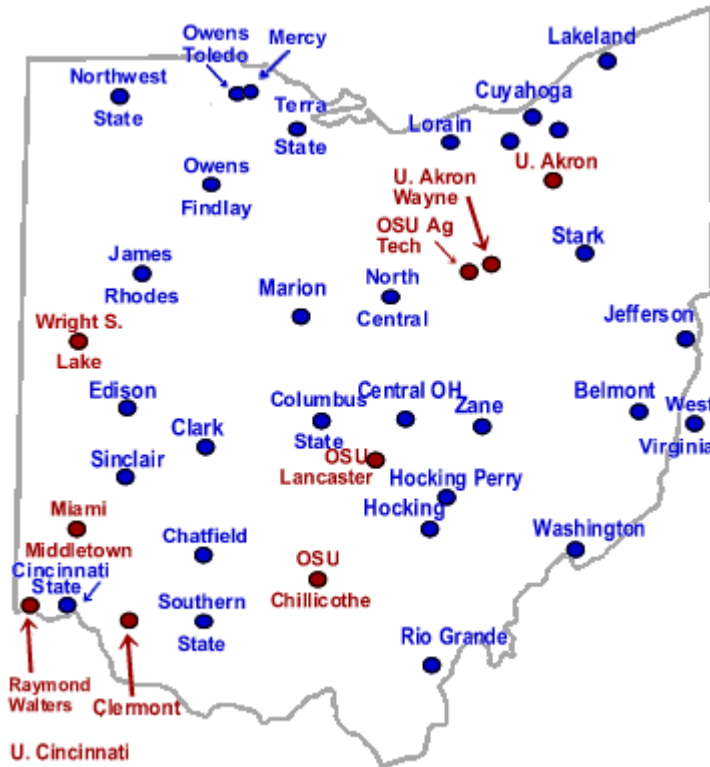 Owens
Toledo
Mercy
Lakeland
Northwest
State
Terra
State
Cuyahoga
Lorain
U. Akron
Owens
Findlay
U. Akron
Wayne
OSU Ag
Tech
Stark
James
Rhodes
Marion
North
Central
Jefferson
Wright S.
Lake
Edison
Columbus
State
Central OH
Zane
Belmont
West
Virginia
Clark
Sinclair
OSU
Lancaster
Hocking Perry
Hocking
Miami
Middletown
Chatfield
Washington
Cincinnati
State
OSU
Chillicothe
Southern
State
Rio Grande
Raymond
Walters
Clermont
U. Cincinnati